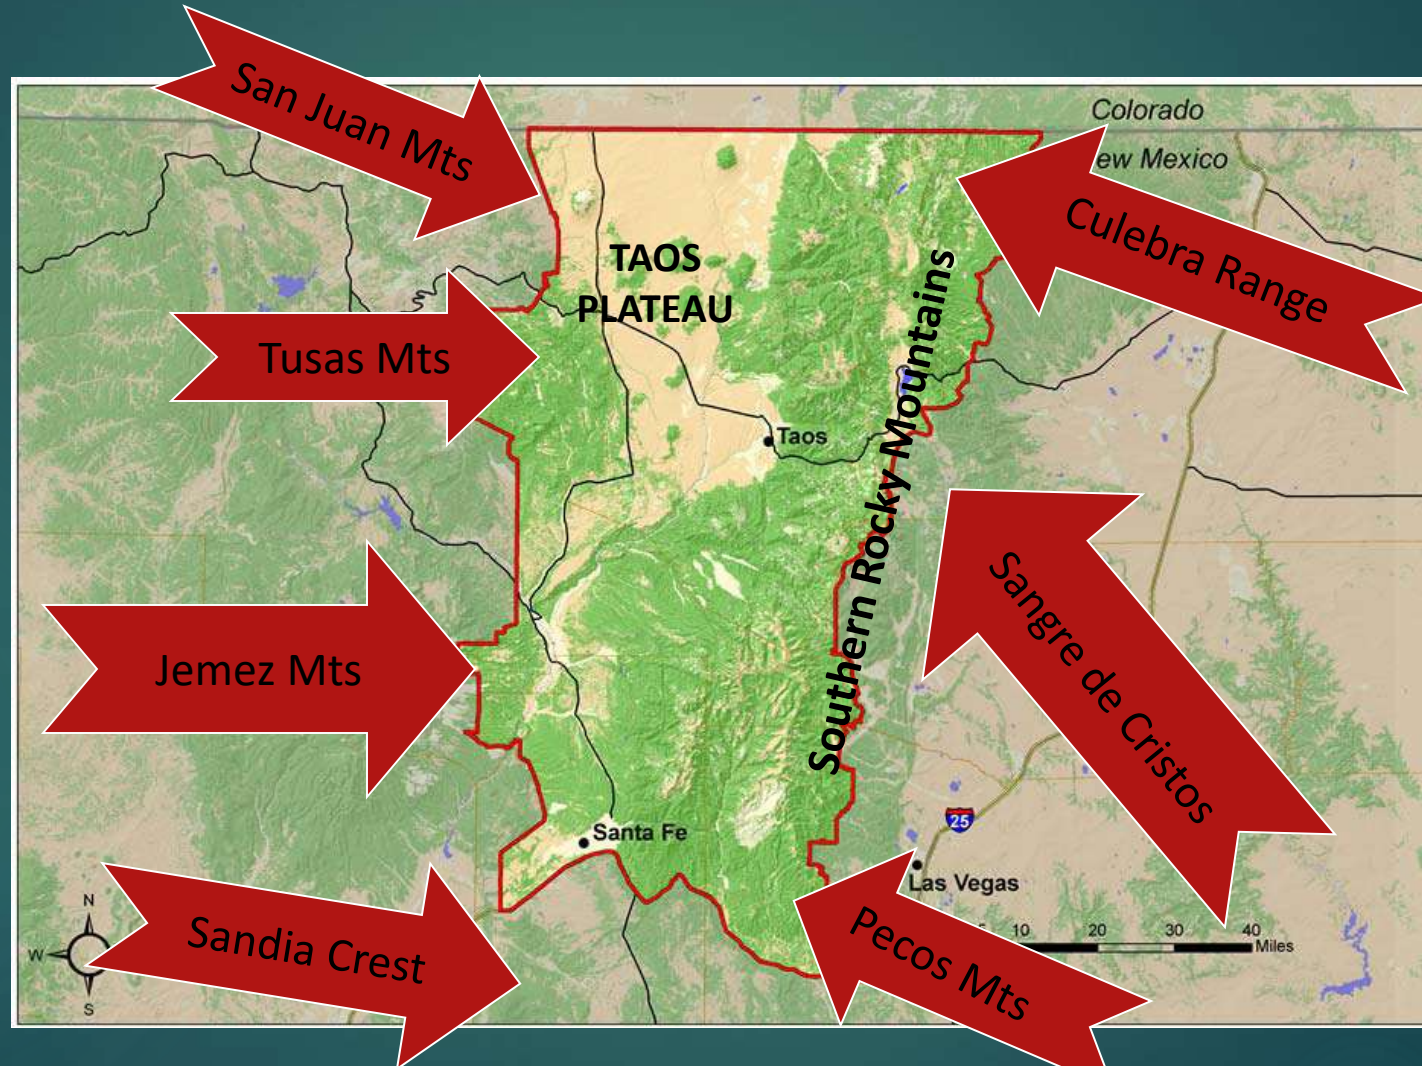 San Juan Mts
Colorado
ew Mexico
Culebra Range
TAOS
PLATEAU
Tusas Mts
Southern Rocky Mountains
Taos
Sangre de Cristos
Jemez Mts
25
Santa Fe
Las Vegas
Sandia Crest
Pecos Mts
N
W
S
10 20 30 40
Miles